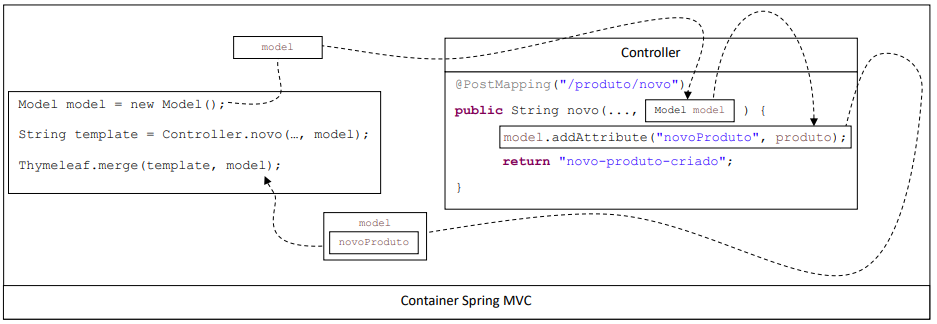 model
Model model = new Model();
String template = Controller.novo(…, model);
Thymeleaf.merge(template, model);
model
novoProduto
Controller
@PostMapping("/produto/novo")
public String novo(..., Model model ) {
model.addAttribute("novoProduto", produto);
return "novo-produto-criado";
}
Container Spring MVC